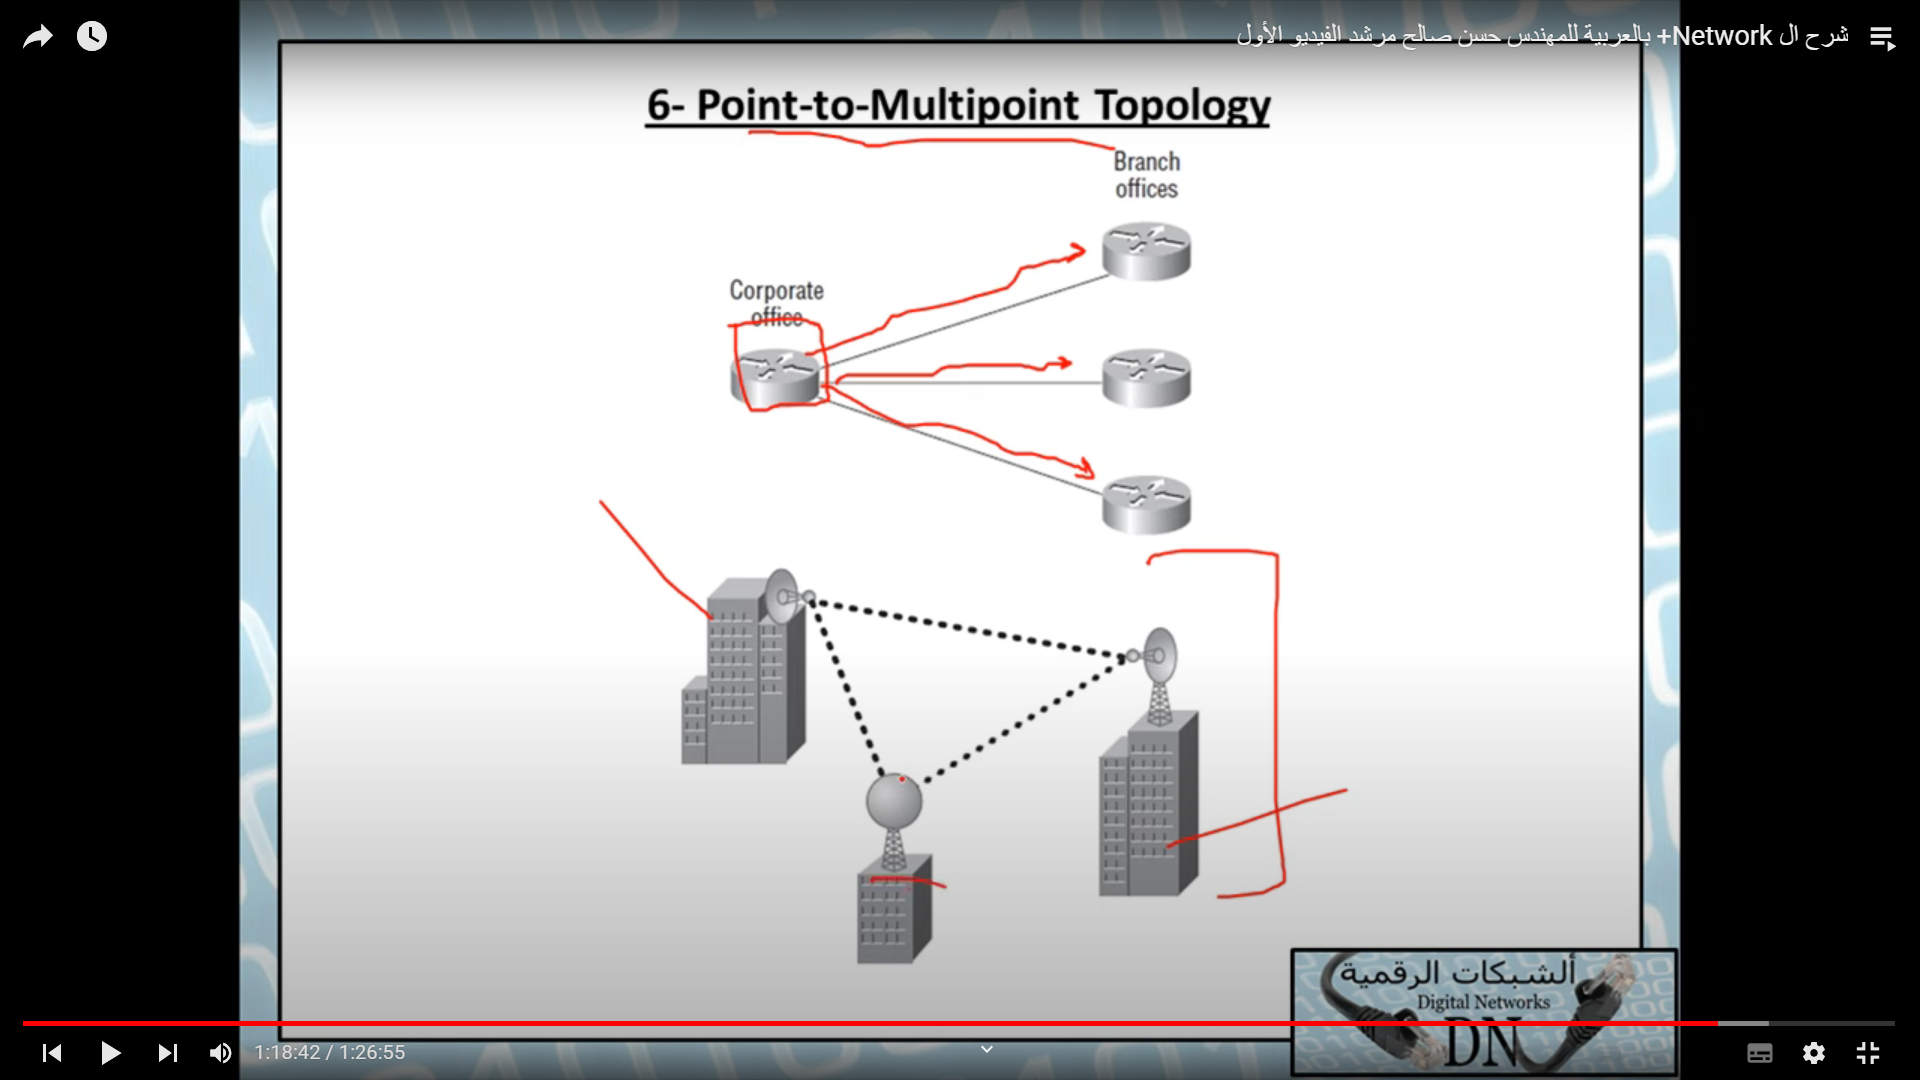 شرح ال Network+ بالعربية للمهندس حسن صالح مرشد الفيديو الأول
6- Point-to-Multipoint Topology
Branch
offices
Corporate
office
ألشبكات الرقمية
Digital Networks
DN
1:18:42 / 1:26:55